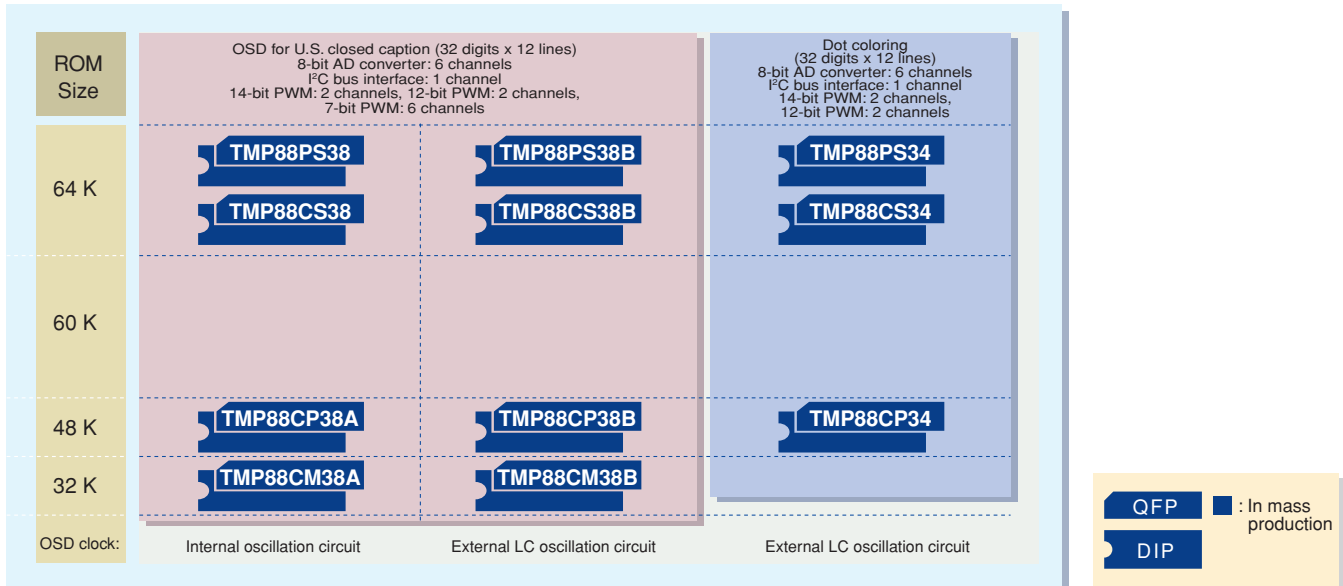 ROM
Size
OSD for U.S. closed caption (32 digits x 12 lines)
8-bit AD converter: 6 channels
I²C bus interface: 1 channel
14-bit PWM: 2 channels, 12-bit PWM: 2 channels,
7-bit PWM: 6 channels
Dot coloring
(32 digits x 12 lines)
8-bit AD converter: 6 channels
I²C bus interface: 1 channel
14-bit PWM: 2 channels,
12-bit PWM: 2 channels
64 K
TMP88PS38
TMP88PS38B
TMP88PS34
TMP88CS38
TMP88CS38B
TMP88CS34
60 K
48 K
TMP88CP38A
TMP88CP38B
TMP88CP34
32 K
TMP88CM38A
TMP88CM38B
OSD clock:
Internal oscillation circuit
External LC oscillation circuit
External LC oscillation circuit
QFP
DIP
: In mass
production